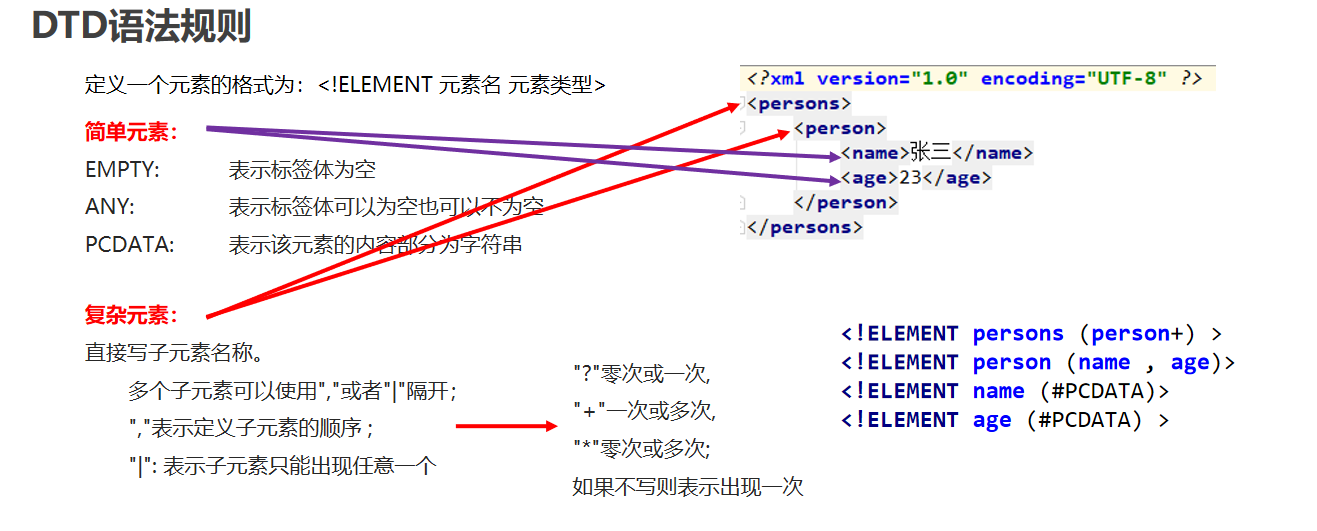 DTD语法规则
定义一个元素的格式为：<!ELEMENT 元素名 元素类型>
简单元素：
EMPTY: 表示标签体为空
ANY: 表示标签体可以为空也可以不为空
PCDATA: 表示该元素的内容部分为字符串
复杂元素：
直接写子元素名称。
多个子元素可以使用","或者"|"隔开；
","表示定义子元素的顺序；
"|": 表示子元素只能出现任意一个
"?"零次或一次,
"+"一次或多次,
"*"零次或多次;
如果不写则表示出现一次
<?xml version="1.0" encoding="UTF-8" ?>
<persons>
<person>
<name>张三</name>
<age>23</age>
</person>
</persons>
<!ELEMENT persons (person+) >
<!ELEMENT person (name , age)>
<!ELEMENT name (#PCDATA)>
<!ELEMENT age (#PCDATA) >